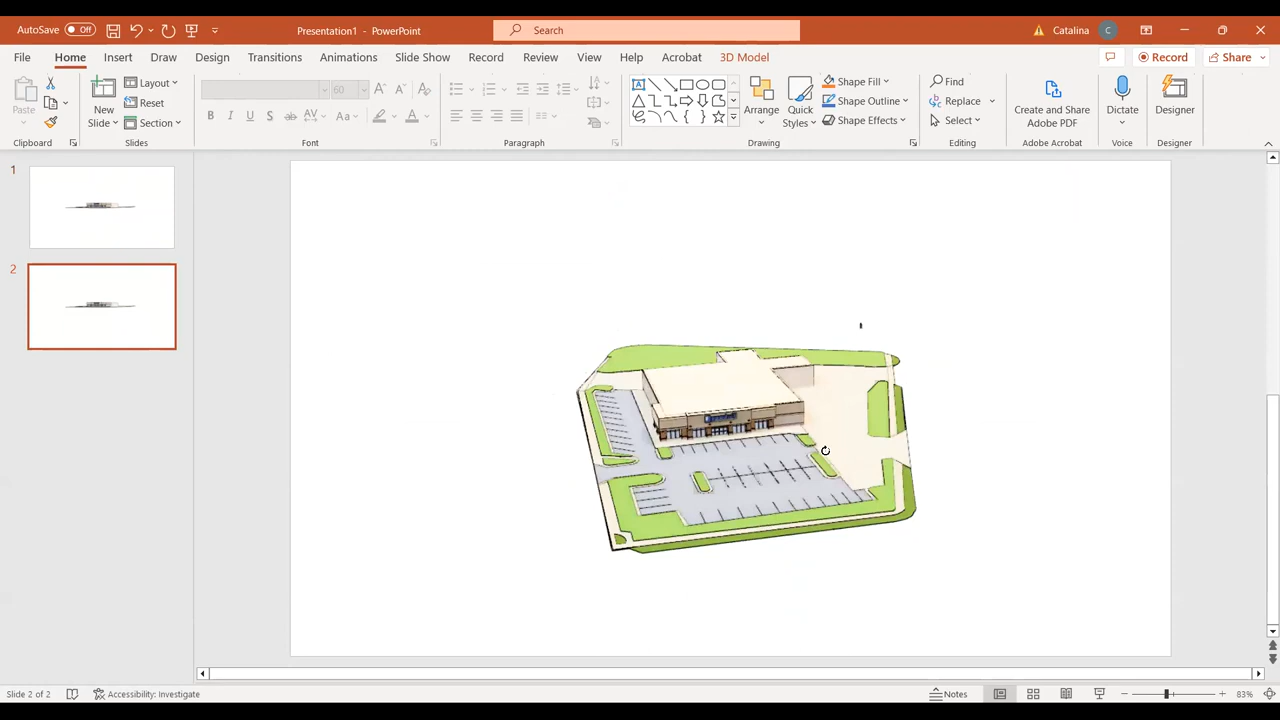 AutoSave Off Presentation1 - PowerPoint Search Catalina C
File Home Insert Draw Design Transitions Animations Slide Show Record Review View Help Acrobat 3D Model Record Share
Paste New Slide Layout Reset Section 60 Aa Arrange Quick Styles Shape Fill Shape Outline Shape Effects Find Replace Select Create and Share Adobe PDF Dictate Designer
Clipboard Slides Font Paragraph Drawing Editing Adobe Acrobat Voice Designer
1
2
Slide 2 of 2 Accessibility: Investigate Notes 83%